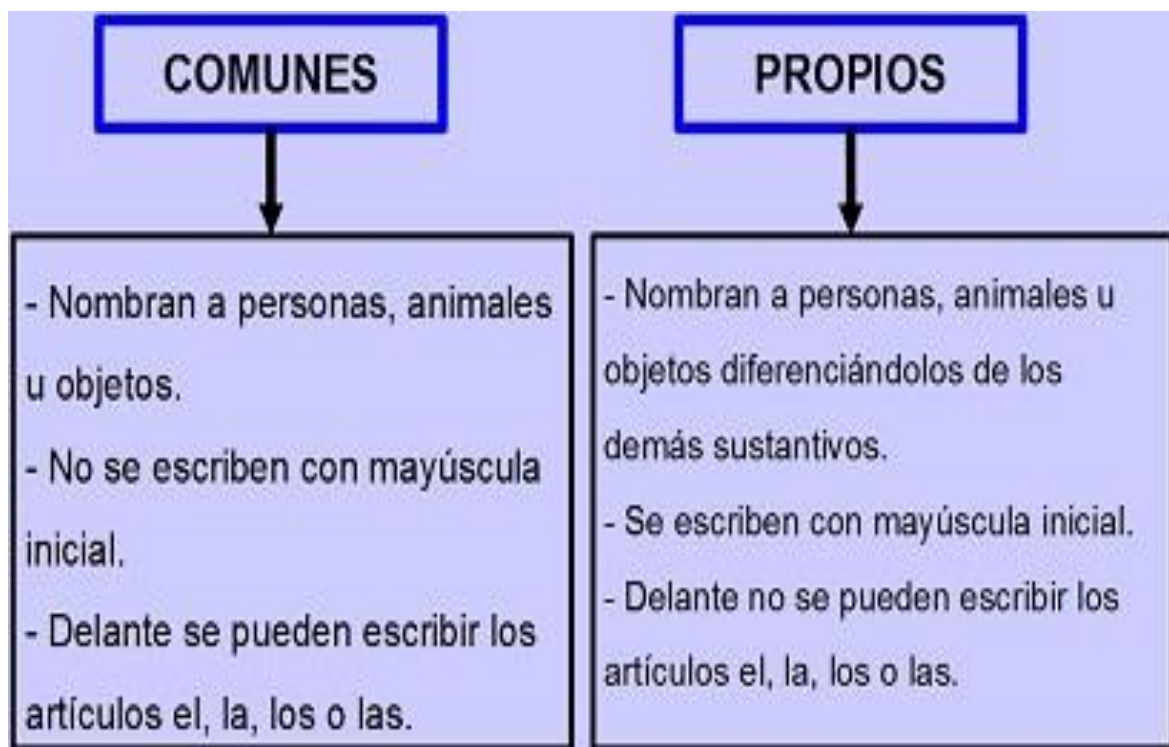 COMUNES
- Nombran a personas, animales
u objetos.
- No se escriben con mayúscula
inicial.
- Delante se pueden escribir los
artículos el, la, los o las.
PROPIOS
- Nombran a personas, animales u
objetos diferenciándolos de los
demás sustantivos.
- Se escriben con mayúscula inicial.
- Delante no se pueden escribir los
artículos el, la, los o las.